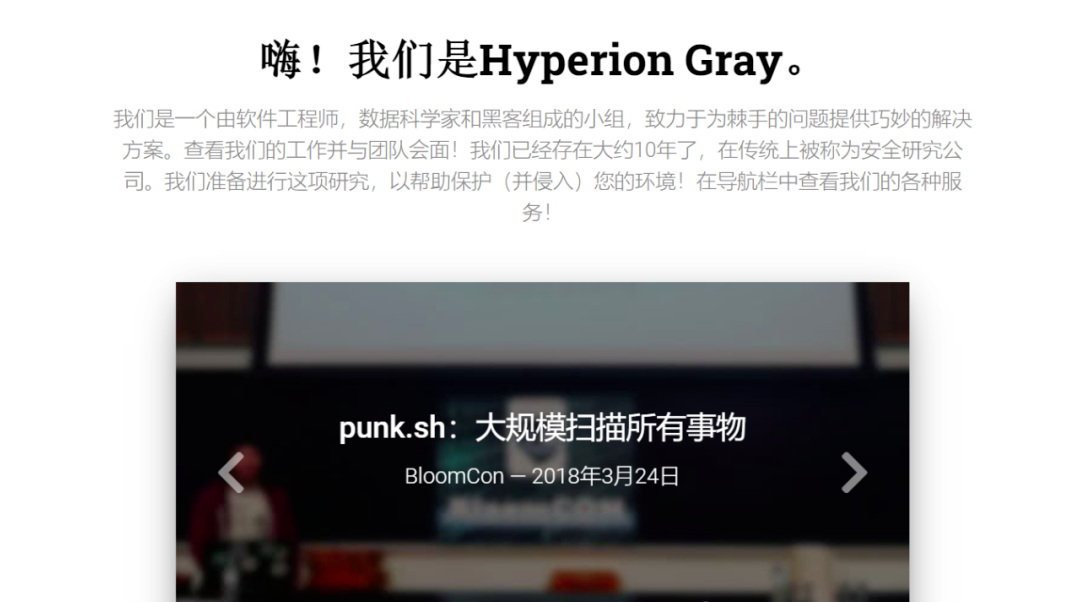 嗨！我们是Hyperion Gray。
我们是一个由软件工程师，数据科学家和黑客组成的小组，致力于为棘手的问题提供巧妙的解决
方案。查看我们的工作并与团队会面！我们已经存在大约10年了，在传统上被称为安全研究公
司。我们准备进行这项研究，以帮助保护（并侵入）您的环境！在导航栏中查看我们的各种服
务！
punk.sh：大规模扫描所有事物
BloomCon — 2018年3月24日
BloomCON